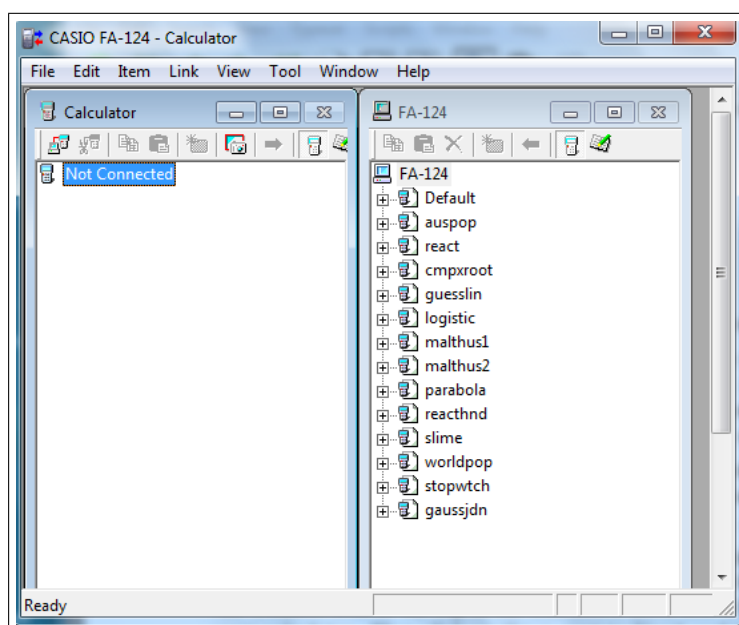 CASIO FA-124 - Calculator
File Edit Item Link View Tool Window Help
Calculator
Not Connected
FA-124
FA-124
Default
auspop
react
cmpxroot
guesslin
logistic
malthus1
malthus2
parabola
reacthnd
slime
worldpop
stopwtch
gaussjdn
Ready